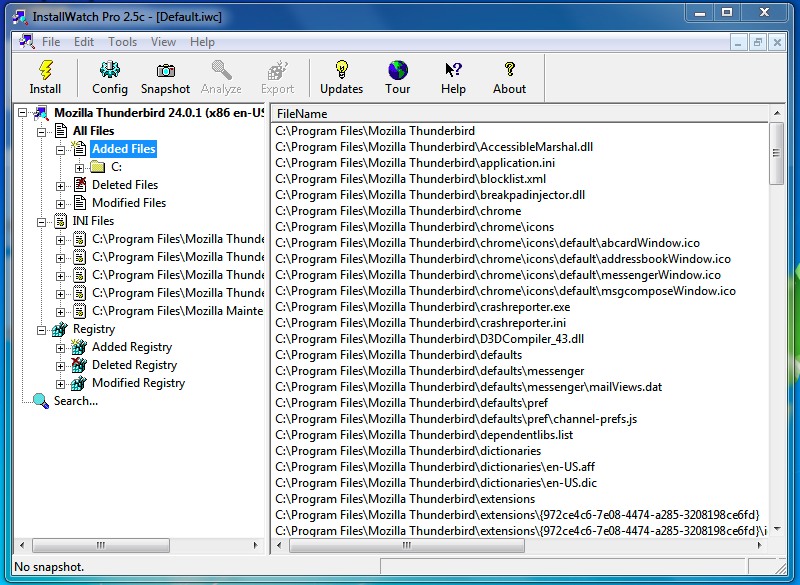 InstallWatch Pro 2.5c - [Default.iwc]
File Edit Tools View Help
Install Config Snapshot Analyze Export Updates Tour Help About
Mozilla Thunderbird 24.0.1 (x86 en-US
All Files
Added Files
C:
Deleted Files
Modified Files
INI Files
C:\Program Files\Mozilla Thunde
C:\Program Files\Mozilla Thunde
C:\Program Files\Mozilla Thunde
C:\Program Files\Mozilla Thunde
C:\Program Files\Mozilla Mainte
Registry
Added Registry
Deleted Registry
Modified Registry
Search...
FileName
C:\Program Files\Mozilla Thunderbird
C:\Program Files\Mozilla Thunderbird\AccessibleMarshal.dll
C:\Program Files\Mozilla Thunderbird\application.ini
C:\Program Files\Mozilla Thunderbird\blocklist.xml
C:\Program Files\Mozilla Thunderbird\breakpadinjector.dll
C:\Program Files\Mozilla Thunderbird\chrome
C:\Program Files\Mozilla Thunderbird\chrome\icons
C:\Program Files\Mozilla Thunderbird\chrome\icons\default\abcardWindow.ico
C:\Program Files\Mozilla Thunderbird\chrome\icons\default\addressbookWindow.ico
C:\Program Files\Mozilla Thunderbird\chrome\icons\default\messengerWindow.ico
C:\Program Files\Mozilla Thunderbird\chrome\icons\default\msgcomposeWindow.ico
C:\Program Files\Mozilla Thunderbird\crashreporter.exe
C:\Program Files\Mozilla Thunderbird\crashreporter.ini
C:\Program Files\Mozilla Thunderbird\D3DCompiler_43.dll
C:\Program Files\Mozilla Thunderbird\defaults
C:\Program Files\Mozilla Thunderbird\defaults\messenger
C:\Program Files\Mozilla Thunderbird\defaults\messenger\mailViews.dat
C:\Program Files\Mozilla Thunderbird\defaults\pref
C:\Program Files\Mozilla Thunderbird\defaults\pref\channel-prefs.js
C:\Program Files\Mozilla Thunderbird\dependentlibs.list
C:\Program Files\Mozilla Thunderbird\dictionaries
C:\Program Files\Mozilla Thunderbird\dictionaries\en-US.aff
C:\Program Files\Mozilla Thunderbird\dictionaries\en-US.dic
C:\Program Files\Mozilla Thunderbird\extensions
C:\Program Files\Mozilla Thunderbird\extensions\{972ce4c6-7e08-4474-a285-3208198ce6fd}
C:\Program Files\Mozilla Thunderbird\extensions\{972ce4c6-7e08-4474-a285-3208198ce6fd}\i
No snapshot.